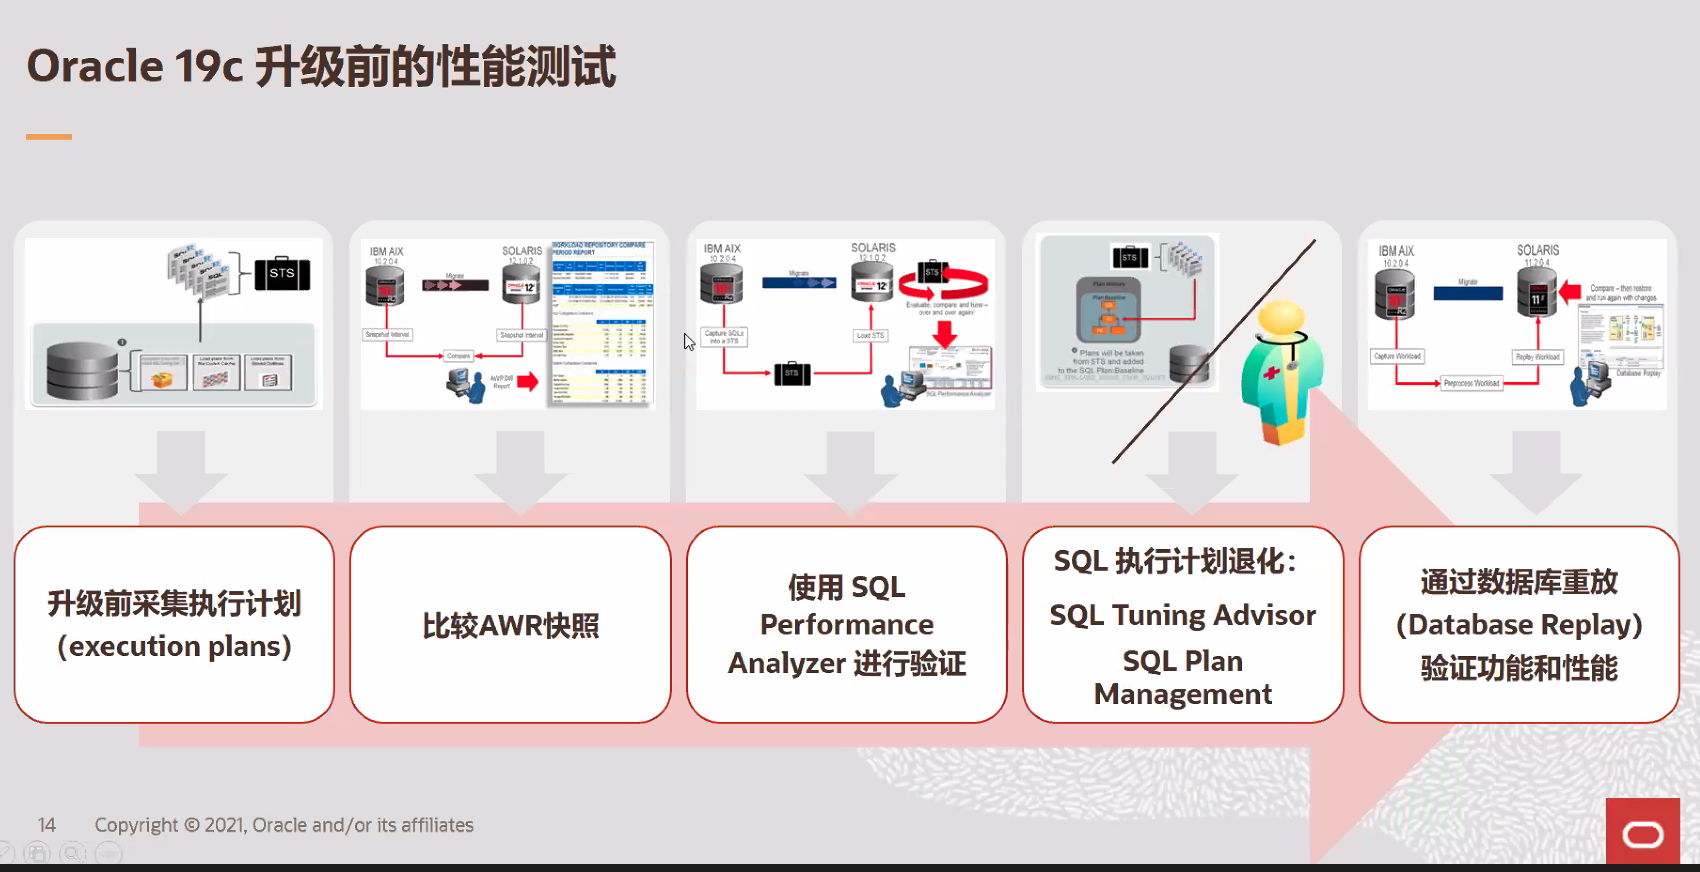 Oracle 19c 升级前的性能测试
STS
IBM AIX
10.2.0.4
Migrate
SOLARIS
12.1.0.2
Snapshot Interval
Snapshot Interval
Compare
AWR Diff
Report
WORKLOAD REPOSITORY COMPARE
PERIOD REPORT
IBM AIX
10.2.0.4
Migrate
SOLARIS
12.1.0.2
Capture SQLs
into a STS
Load STS
STS
STS
Evaluate, compare and tune –
over and over again!
SQL Performance Analyzer
STS
Plan History
Plan Baseline
Plans will be taken
from STS and added
to the SQL Plan Baseline
IBM AIX
10.2.0.4
Migrate
SOLARIS
11.2.0.4
Compare – then restore
and run again with changes
Capture Workload
Preprocess Workload
Replay Workload
Database Replay
升级前采集执行计划
(execution plans)
比较AWR快照
使用 SQL
Performance
Analyzer 进行验证
SQL 执行计划退化：
SQL Tuning Advisor
SQL Plan
Management
通过数据库重放
(Database Replay)
验证功能和性能
14 Copyright © 2021, Oracle and/or its affiliates